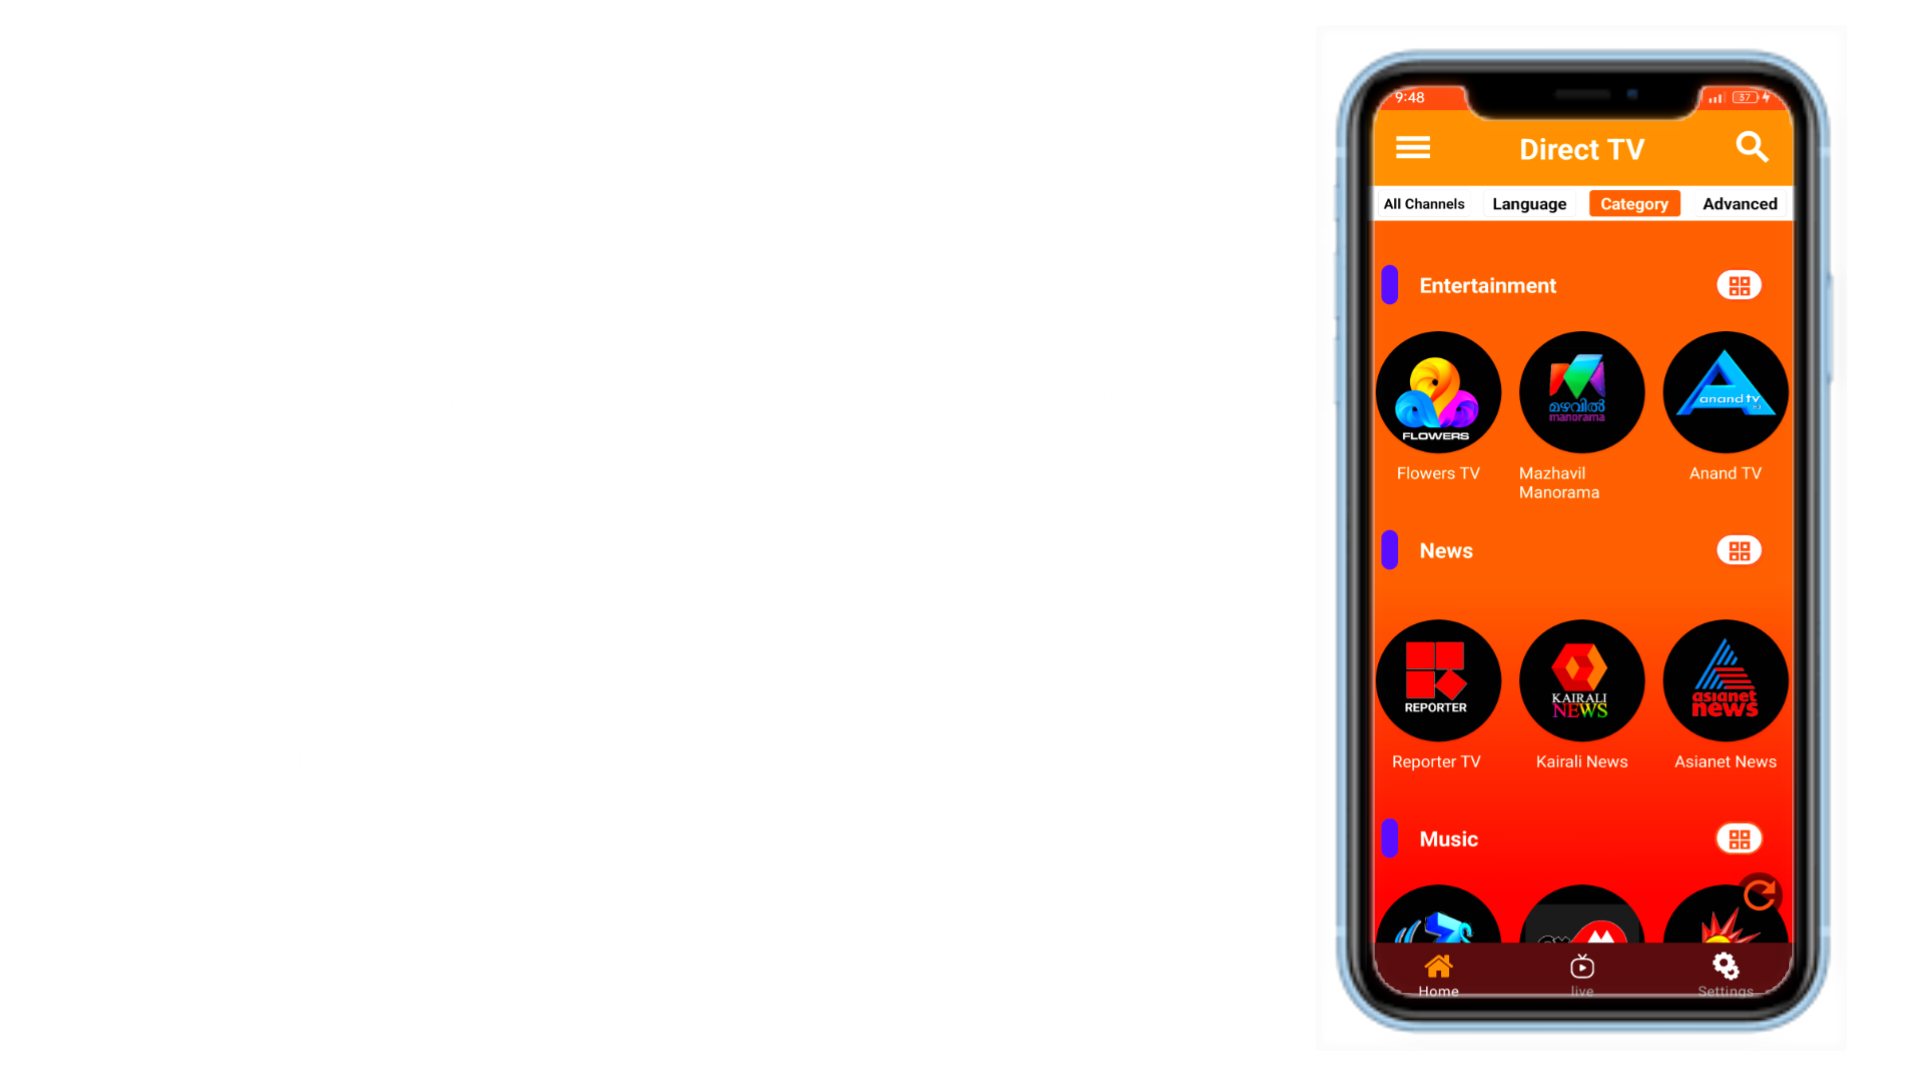 9:48
37
Direct TV
All Channels
Language
Category
Advanced
Entertainment
FLOWERS
മഴവിൽ
manorama
anand tv
Flowers TV
Mazhavil
Manorama
Anand TV
News
REPORTER
KAIRALI
NEWS
asianet
news
Reporter TV
Kairali News
Asianet News
Music
Home
live
Settings